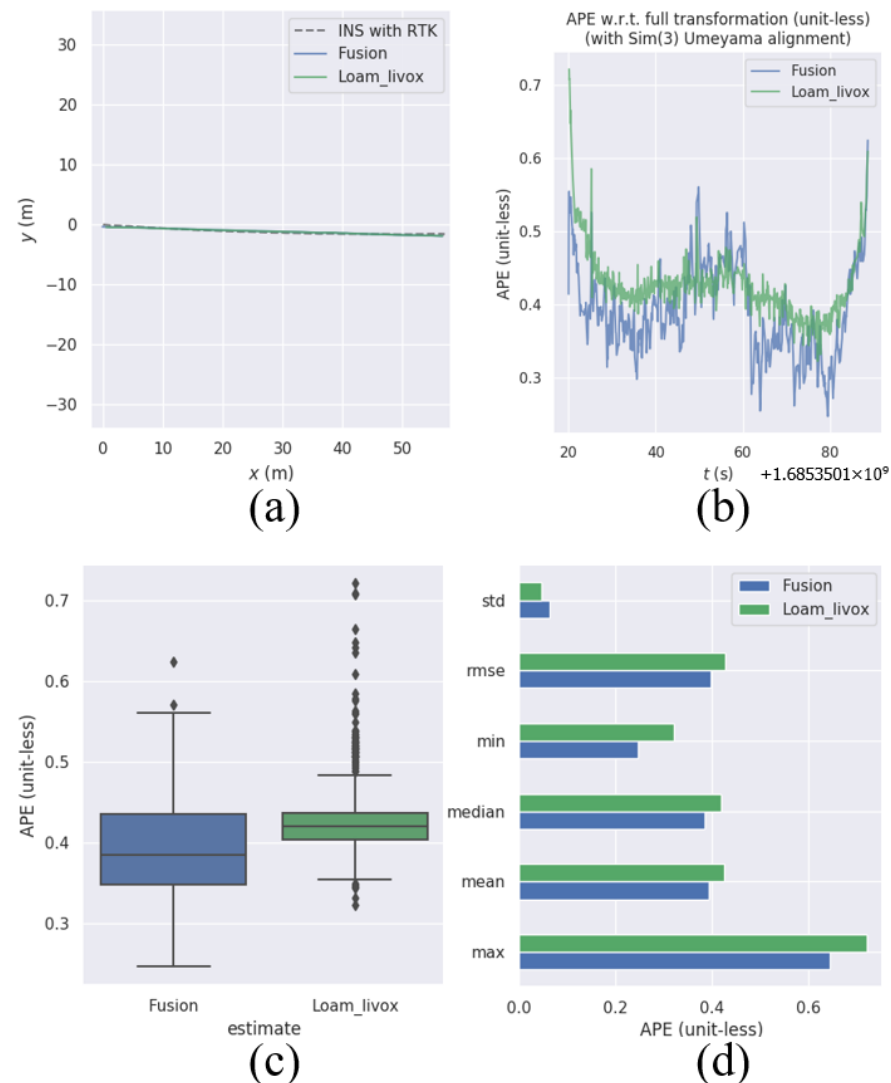 INS with RTK
Fusion
Loam_livox
30
20
10
0
−10
−20
−30
y (m)
0 10 20 30 40 50
x (m)
(a)
APE w.r.t. full transformation (unit-less)
(with Sim(3) Umeyama alignment)
Fusion
Loam_livox
0.7
0.6
0.5
0.4
0.3
APE (unit-less)
20 40 60 80
t (s) +1.6853501×10⁹
(b)
0.7
0.6
0.5
0.4
0.3
APE (unit-less)
Fusion Loam_livox
estimate
(c)
Fusion
Loam_livox
std
rmse
min
median
mean
max
0.0 0.2 0.4 0.6
APE (unit-less)
(d)